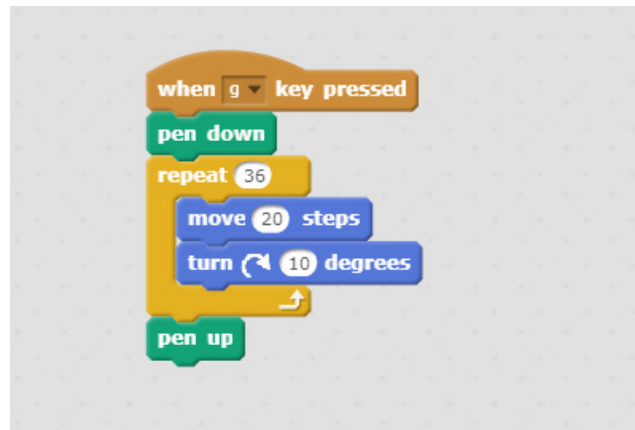 when g key pressed
pen down
repeat 36
move 20 steps
turn 10 degrees
pen up